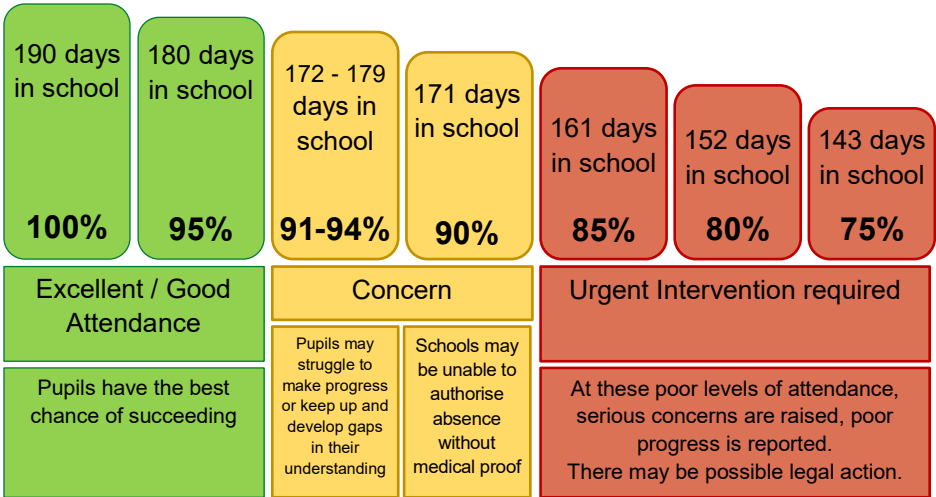 190 days
in school
100%
180 days
in school
95%
172 - 179
days in
school
91-94%
171 days
in school
90%
161 days
in school
85%
152 days
in school
80%
143 days
in school
75%
Excellent / Good
Attendance
Concern
Urgent Intervention required
Pupils have the best
chance of succeeding
Pupils may
struggle to
make progress
or keep up and
develop gaps
in their
understanding
Schools may
be unable to
authorise
absence
without
medical proof
At these poor levels of attendance,
serious concerns are raised, poor
progress is reported.
There may be possible legal action.